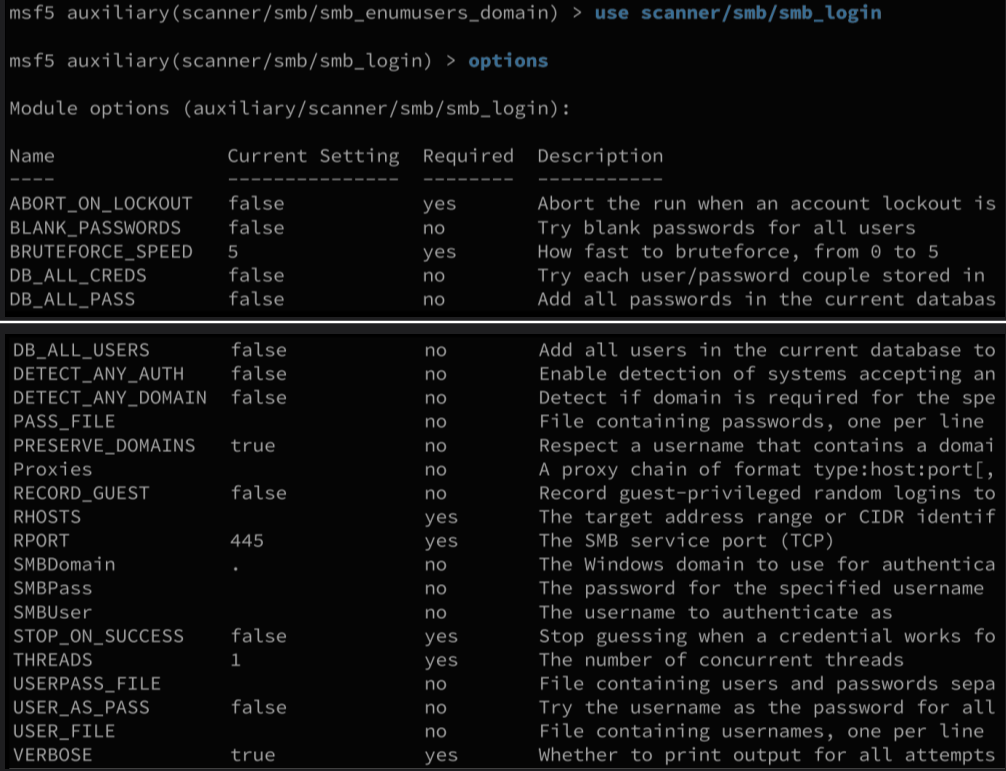 msf5 auxiliary(scanner/smb/smb_enumusers_domain) > use scanner/smb/smb_login
msf5 auxiliary(scanner/smb/smb_login) > options
Module options (auxiliary/scanner/smb/smb_login):
Name Current Setting Required Description
---- --------------- -------- -----------
ABORT_ON_LOCKOUT false yes Abort the run when an account lockout is
BLANK_PASSWORDS false no Try blank passwords for all users
BRUTEFORCE_SPEED 5 yes How fast to bruteforce, from 0 to 5
DB_ALL_CREDS false no Try each user/password couple stored in
DB_ALL_PASS false no Add all passwords in the current databas
DB_ALL_USERS false no Add all users in the current database to
DETECT_ANY_AUTH false no Enable detection of systems accepting an
DETECT_ANY_DOMAIN false no Detect if domain is required for the spe
PASS_FILE no File containing passwords, one per line
PRESERVE_DOMAINS true no Respect a username that contains a domai
Proxies no A proxy chain of format type:host:port[,
RECORD_GUEST false no Record guest-privileged random logins to
RHOSTS yes The target address range or CIDR identif
RPORT 445 yes The SMB service port (TCP)
SMBDomain . no The Windows domain to use for authentica
SMBPass no The password for the specified username
SMBUser no The username to authenticate as
STOP_ON_SUCCESS false yes Stop guessing when a credential works fo
THREADS 1 yes The number of concurrent threads
USERPASS_FILE no File containing users and passwords sepa
USER_AS_PASS false no Try the username as the password for all
USER_FILE no File containing usernames, one per line
VERBOSE true yes Whether to print output for all attempts